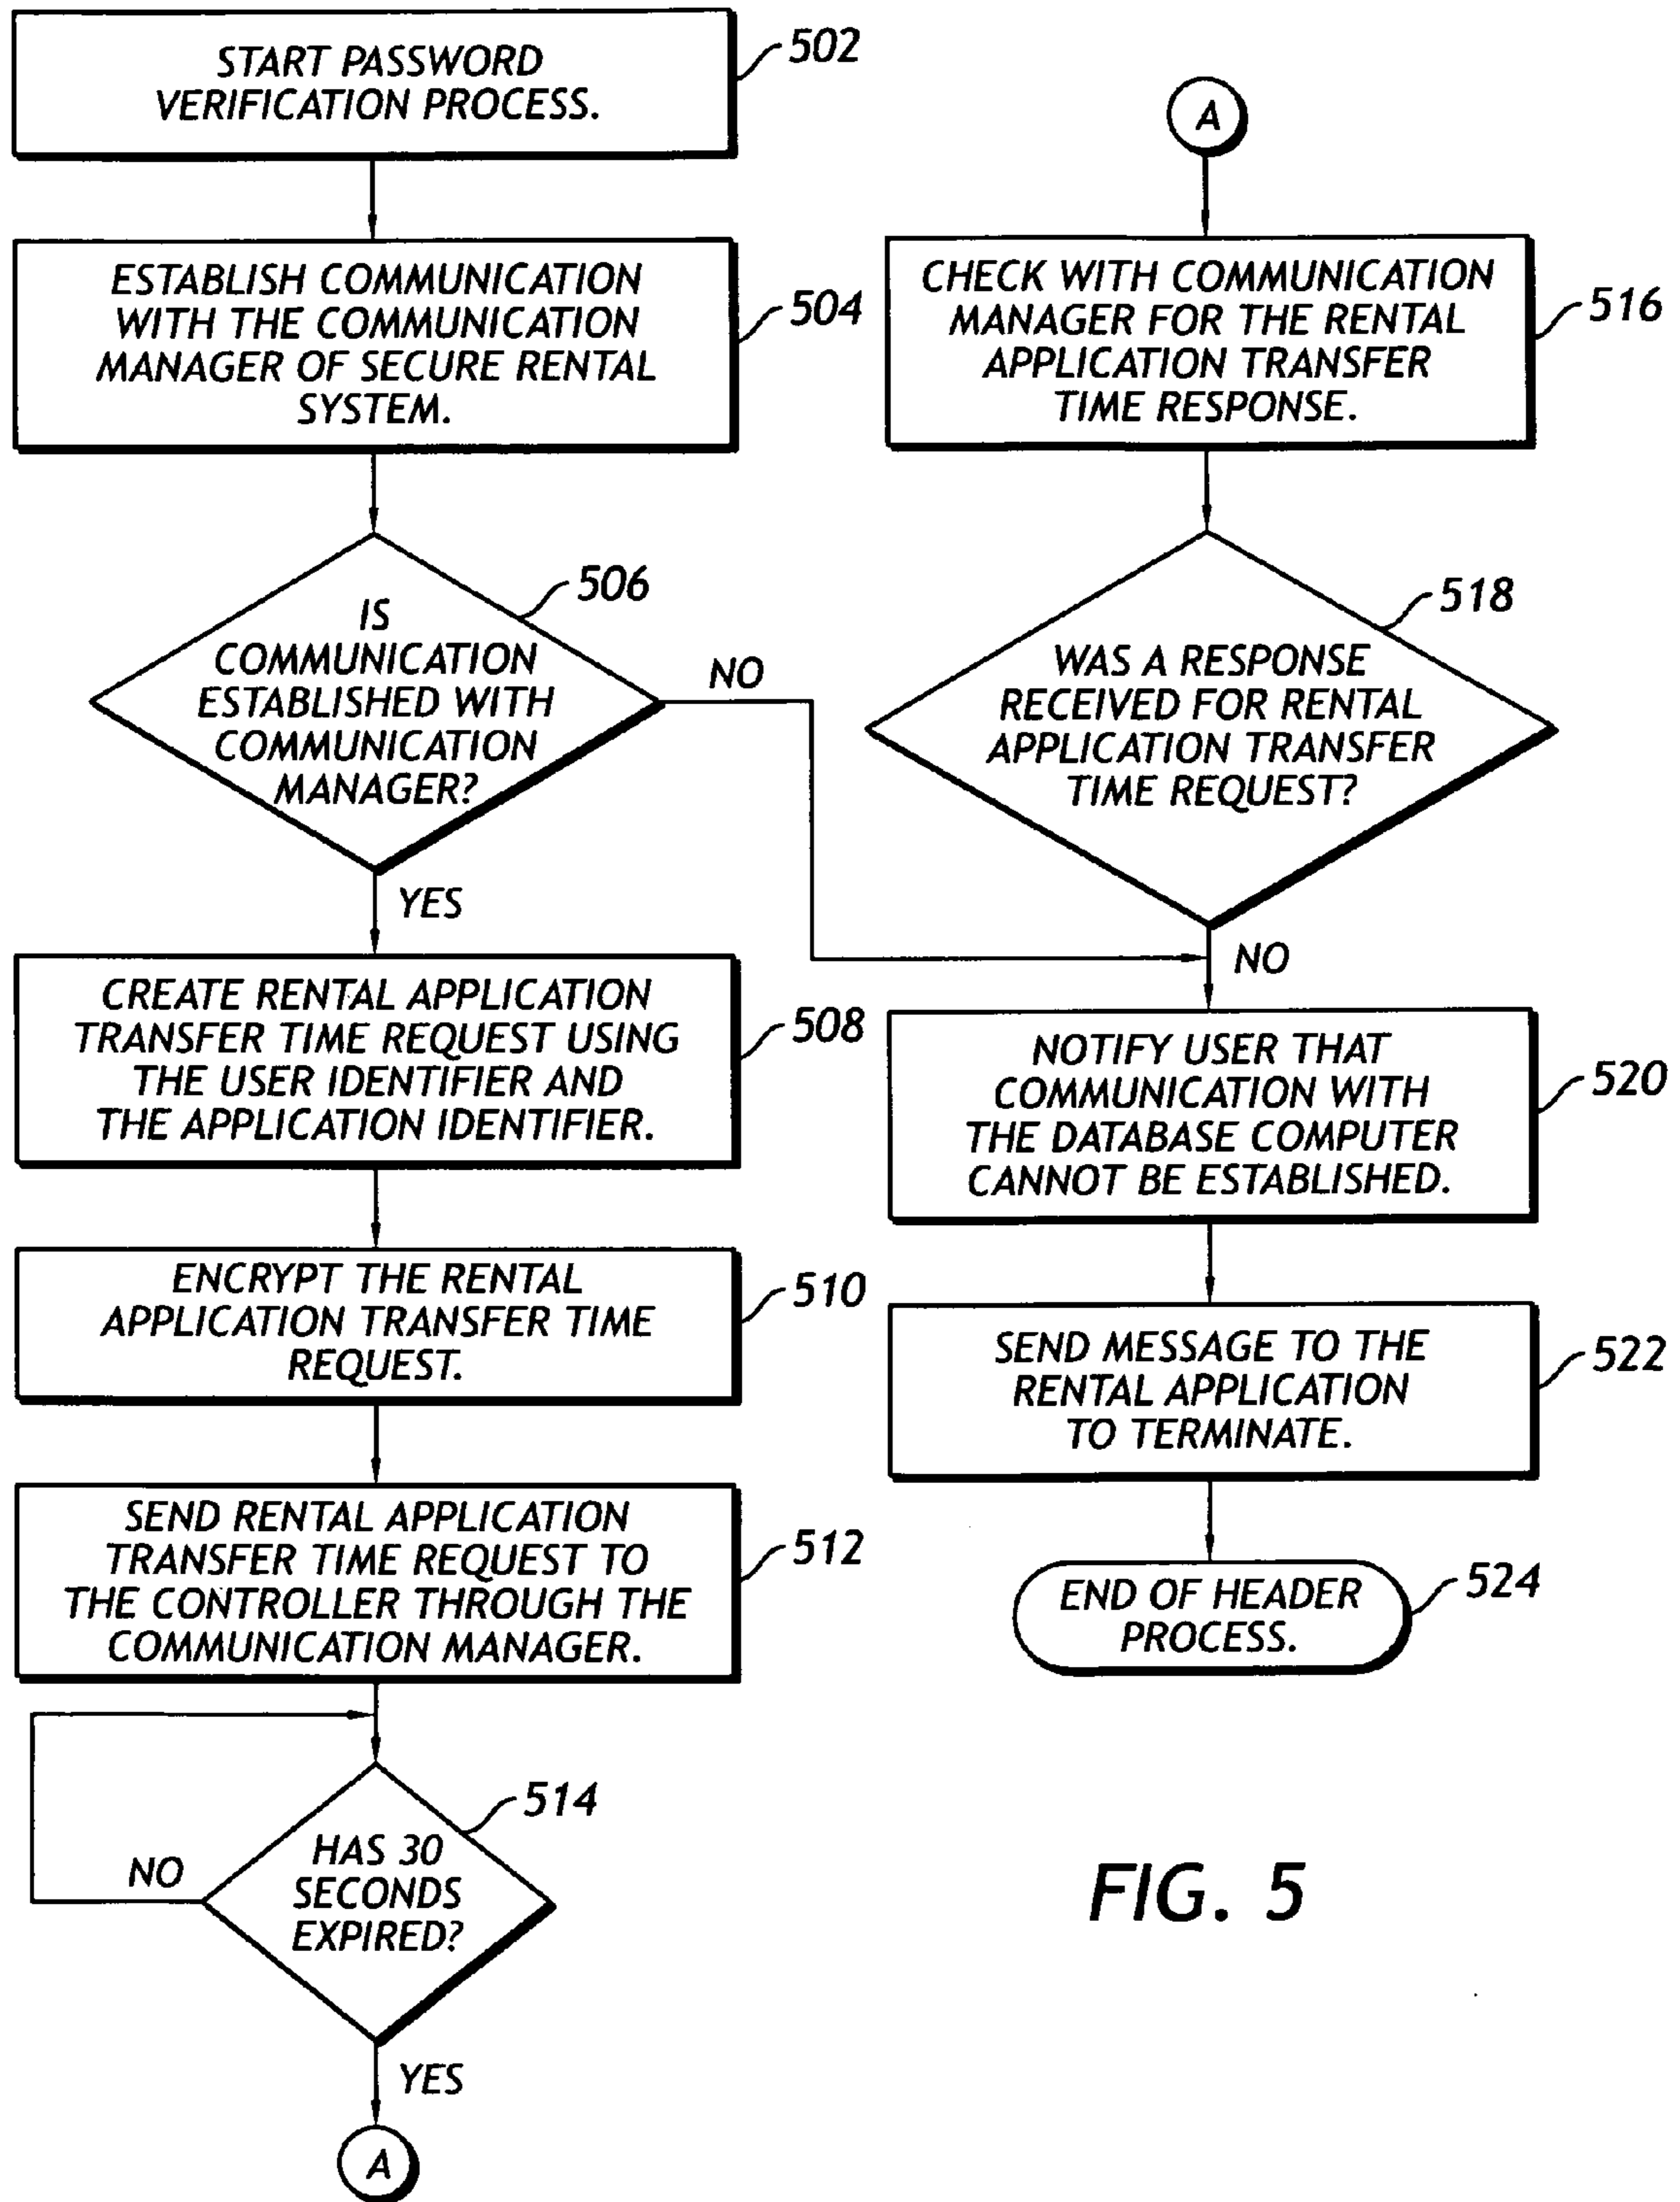 START PASSWORD
VERIFICATION PROCESS.
502
ESTABLISH COMMUNICATION
WITH THE COMMUNICATION
MANAGER OF SECURE RENTAL
SYSTEM.
504
IS
COMMUNICATION
ESTABLISHED WITH
COMMUNICATION
MANAGER?
506
NO
YES
CREATE RENTAL APPLICATION
TRANSFER TIME REQUEST USING
THE USER IDENTIFIER AND
THE APPLICATION IDENTIFIER.
508
ENCRYPT THE RENTAL
APPLICATION TRANSFER TIME
REQUEST.
510
SEND RENTAL APPLICATION
TRANSFER TIME REQUEST TO
THE CONTROLLER THROUGH THE
COMMUNICATION MANAGER.
512
HAS 30
SECONDS
EXPIRED?
514
NO
YES
A
A
CHECK WITH COMMUNICATION
MANAGER FOR THE RENTAL
APPLICATION TRANSFER
TIME RESPONSE.
516
WAS A RESPONSE
RECEIVED FOR RENTAL
APPLICATION TRANSFER
TIME REQUEST?
518
NO
NOTIFY USER THAT
COMMUNICATION WITH
THE DATABASE COMPUTER
CANNOT BE ESTABLISHED.
520
SEND MESSAGE TO THE
RENTAL APPLICATION
TO TERMINATE.
522
END OF HEADER
PROCESS.
524
FIG. 5